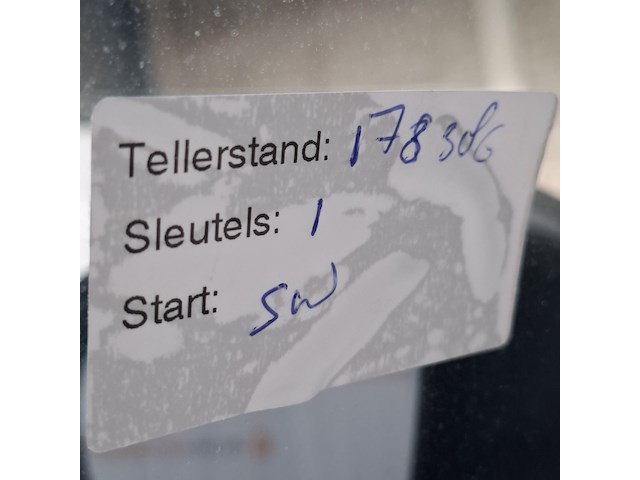 Tellerstand: 178306
Sleutels: 1
Start: SW